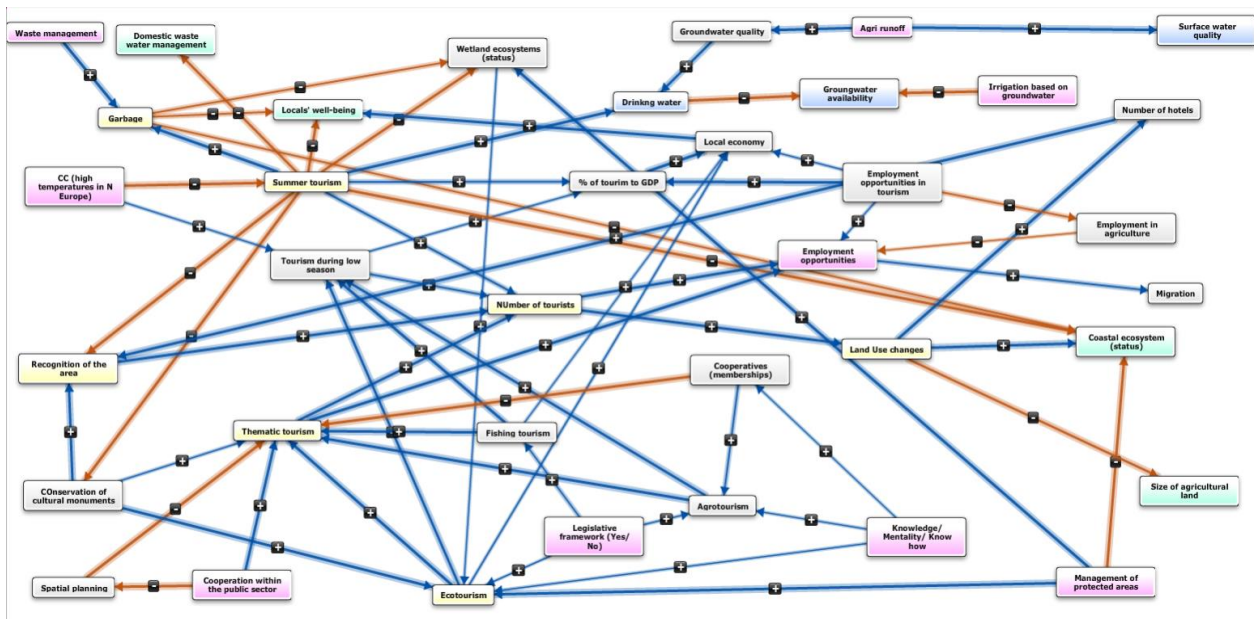 Waste management
Domestic waste
water management
Wetland ecosystems
(status)
Groundwater quality
Agri runoff
Surface water
quality
Garbage
Locals' well-being
Drinkng water
Groungwater
availability
Irrigation based on
groundwater
Number of hotels
Local economy
CC (high
temperatures in N
Europe)
Summer tourism
% of tourim to GDP
Employment
opportunities in
tourism
Employment in
agriculture
Tourism during low
season
Employment
opportunities
Migration
NUmber of tourists
Recognition of the
area
Land Use changes
Coastal ecosystem
(status)
Cooperatives
(memberships)
Thematic tourism
Fishing tourism
COnservation of
cultural monuments
Agrotourism
Size of agricultural
land
Legislative
framework (Yes/
No)
Knowledge/
Mentality/ Know
how
Spatial planning
Cooperation within
the public sector
Ecotourism
Management of
protected areas